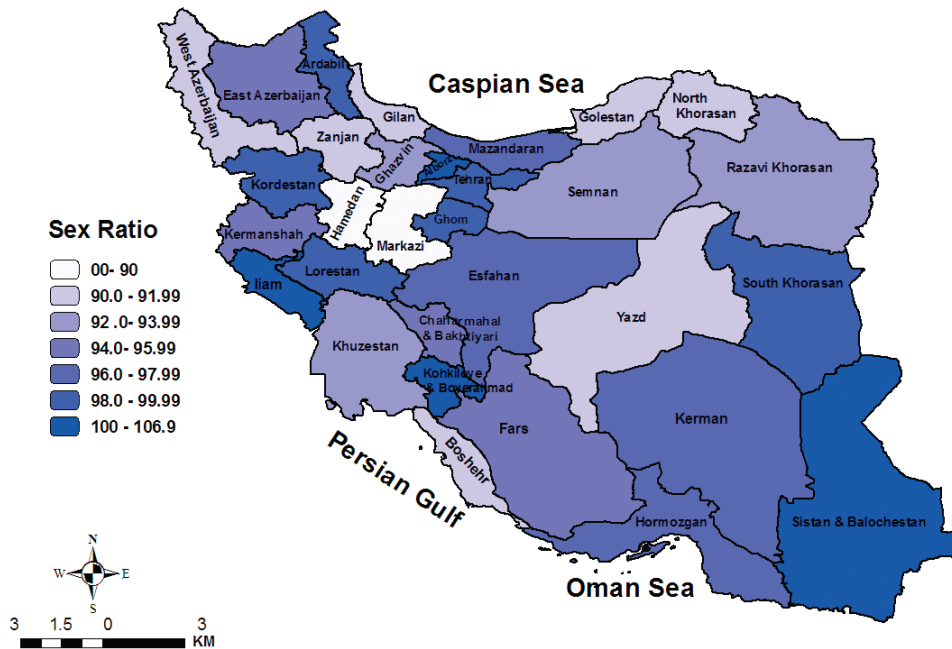 Caspian Sea
West Azerbaijan
East Azerbaijan
Ardabil
Gilan
Zanjan
Ghazvin
Alborz
Mazandaran
Tehran
Golestan
North
Khorasan
Razavi Khorasan
Semnan
Kordestan
Hamedan
Markazi
Ghom
Kermanshah
Ilam
Lorestan
Esfahan
Yazd
South Khorasan
Khuzestan
Chaharmahal
& Bakhtiyari
Kohkiloye
& Boyerahmad
Fars
Kerman
Boshehr
Hormozgan
Sistan & Balochestan
Persian Gulf
Oman Sea
Sex Ratio
00- 90
90.0 - 91.99
92 .0- 93.99
94.0- 95.99
96.0 - 97.99
98.0 - 99.99
100 - 106.9
N
W E
S
3 1.5 0 3
KM